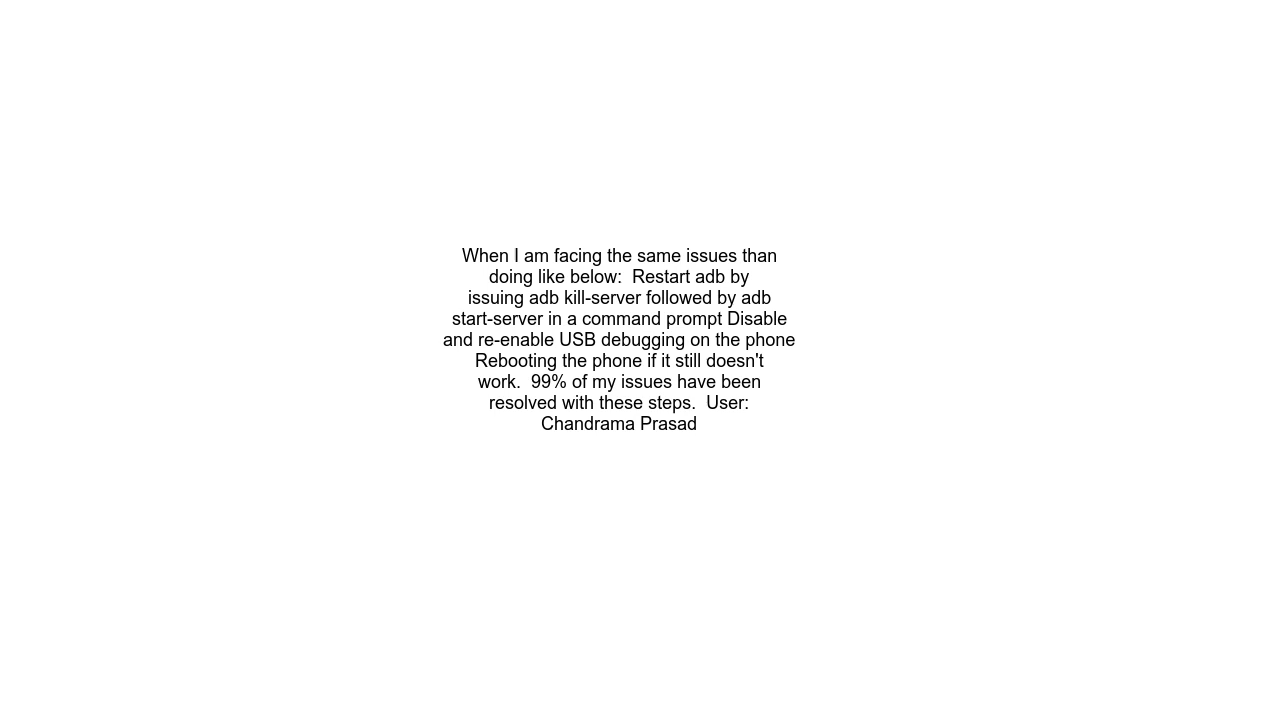 When I am facing the same issues than
doing like below:  Restart adb by
issuing adb kill-server followed by adb
start-server in a command prompt Disable
and re-enable USB debugging on the phone
Rebooting the phone if it still doesn't
work.  99% of my issues have been
resolved with these steps.  User:
Chandrama Prasad